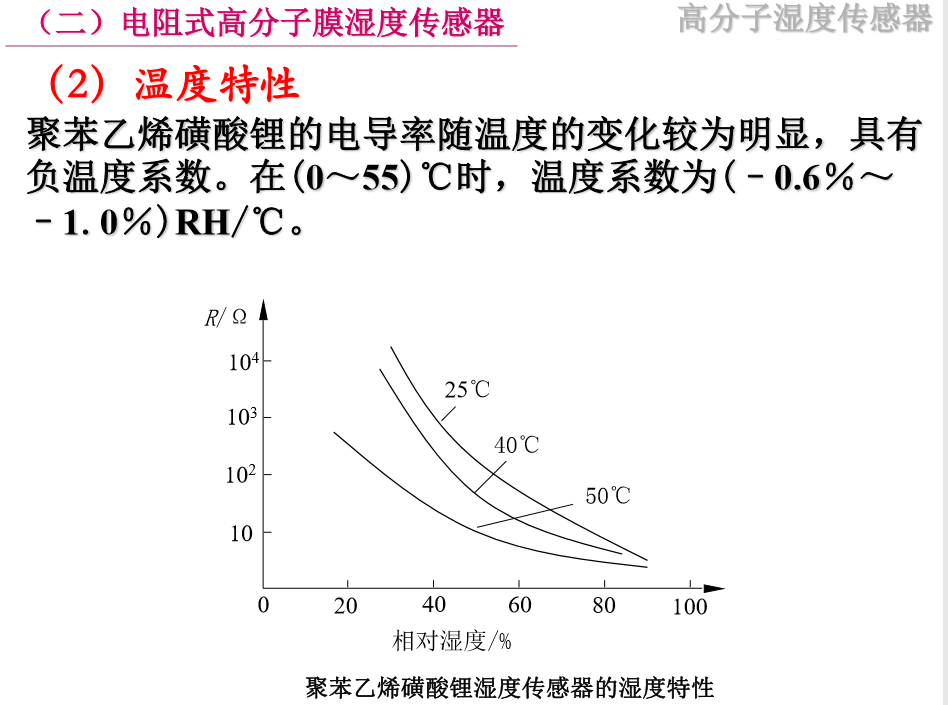 （二）电阻式高分子膜湿度传感器
高分子湿度传感器
(2) 温度特性
聚苯乙烯磺酸锂的电导率随温度的变化较为明显，具有
负温度系数。在(0～55)℃时，温度系数为(﹣0.6％～
﹣1. 0％)RH/℃。
R/ Ω
10⁴
25℃
10³
40℃
10²
50℃
10
0 20 40 60 80 100
相对湿度/%
聚苯乙烯磺酸锂湿度传感器的湿度特性